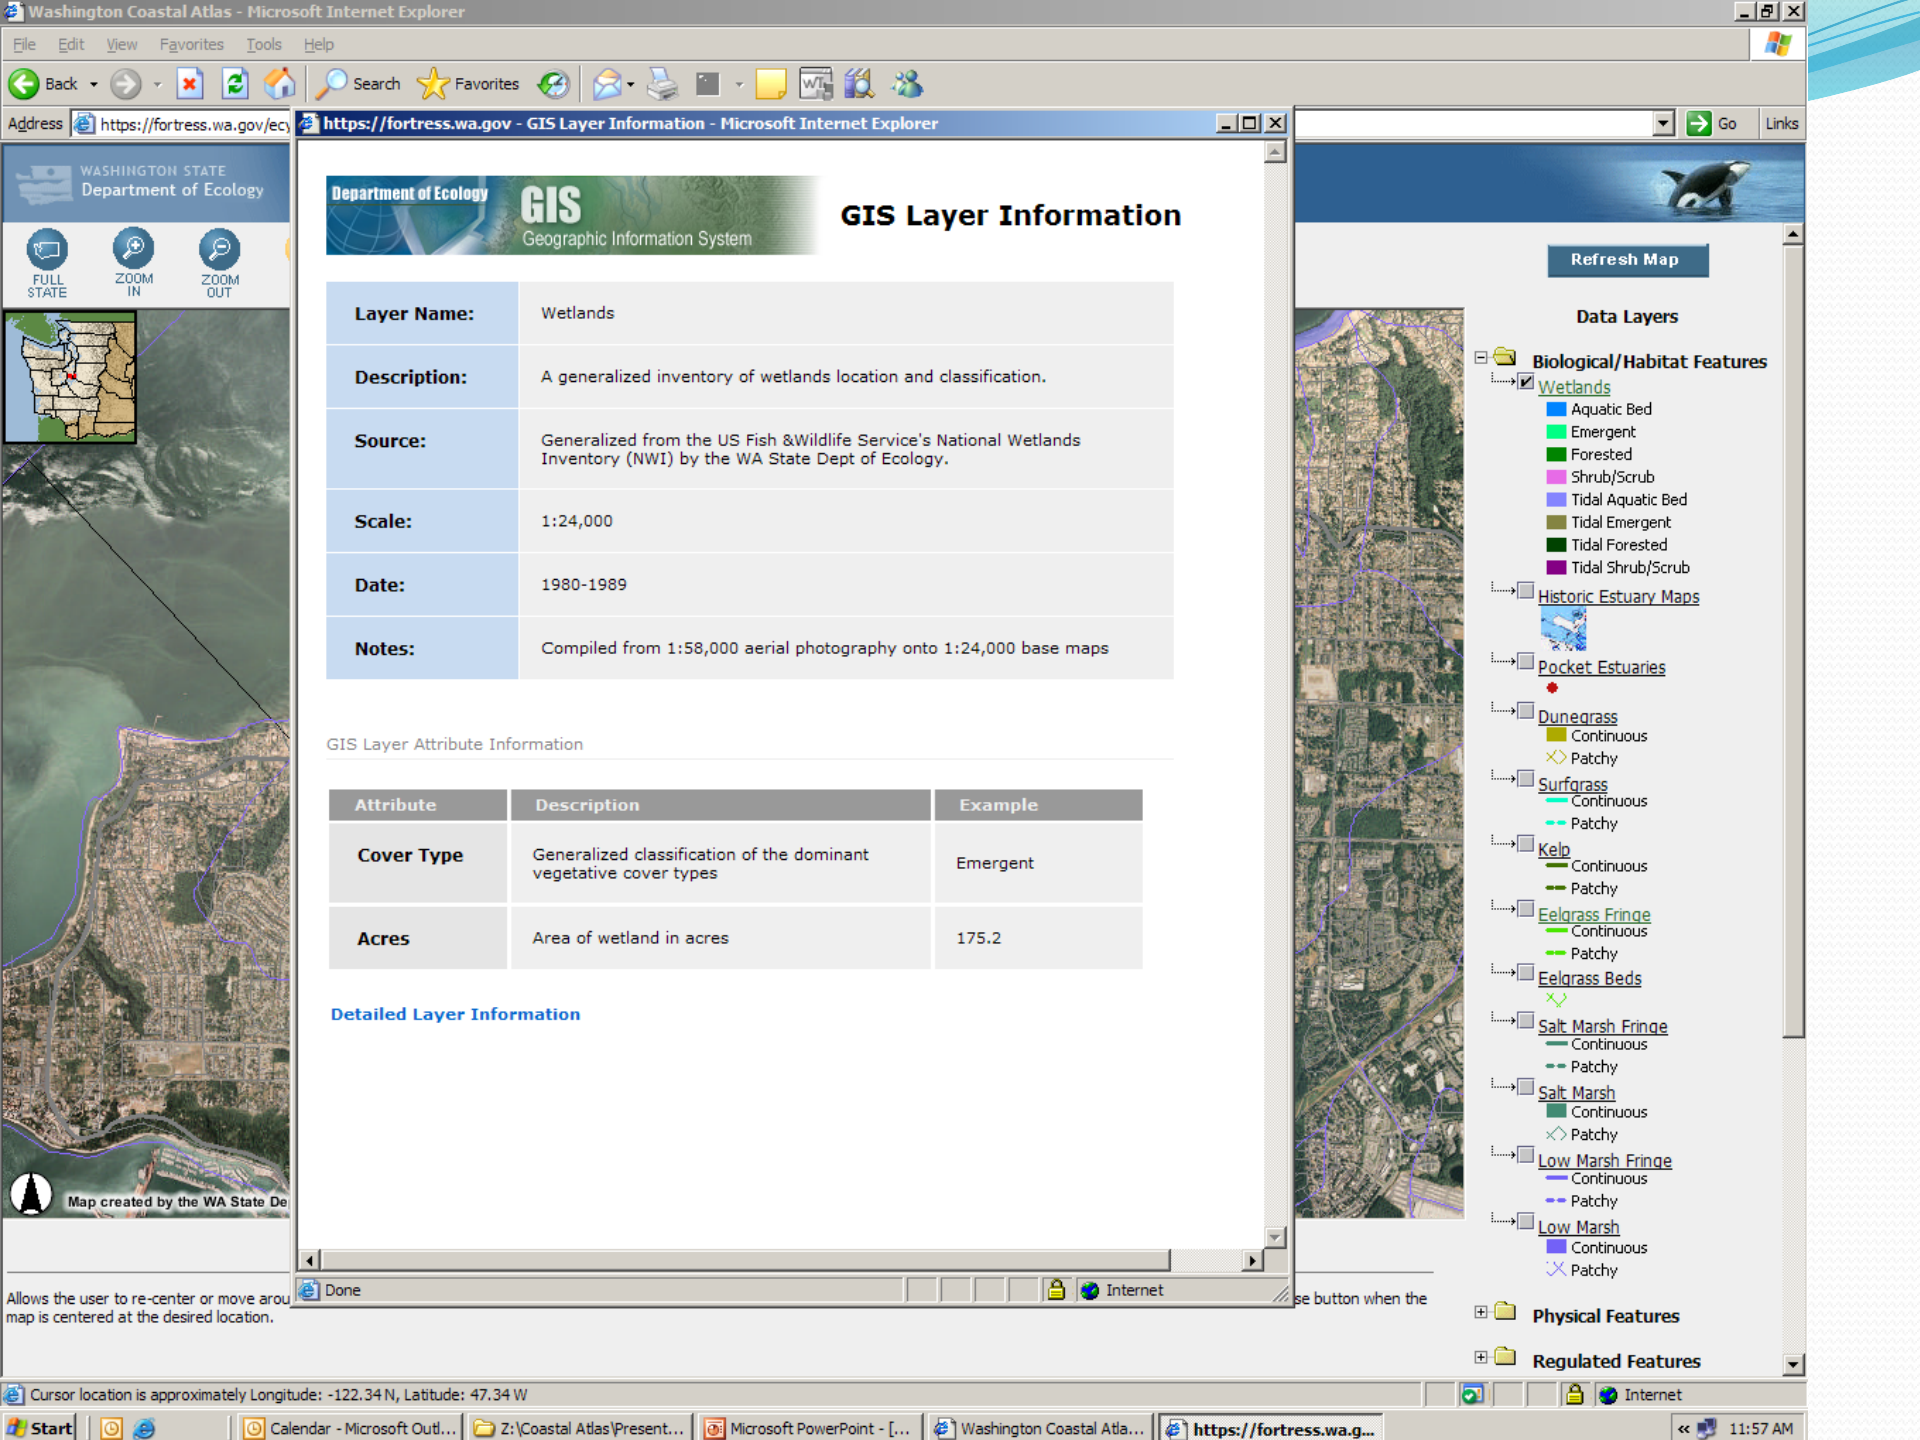 Washington Coastal Atlas - Microsoft Internet Explorer
File Edit View Favorites Tools Help
Back Search Favorites
Address https://fortress.wa.gov/ecy Go Links
https://fortress.wa.gov - GIS Layer Information - Microsoft Internet Explorer
WASHINGTON STATE
Department of Ecology
FULL STATE
ZOOM IN
ZOOM OUT
Department of Ecology
GIS
Geographic Information System
GIS Layer Information
Layer Name: Wetlands
Description: A generalized inventory of wetlands location and classification.
Source: Generalized from the US Fish &Wildlife Service's National Wetlands
Inventory (NWI) by the WA State Dept of Ecology.
Scale: 1:24,000
Date: 1980-1989
Notes: Compiled from 1:58,000 aerial photography onto 1:24,000 base maps
GIS Layer Attribute Information
Attribute Description Example
Cover Type Generalized classification of the dominant
vegetative cover types Emergent
Acres Area of wetland in acres 175.2
Detailed Layer Information
Done Internet
Refresh Map
Data Layers
Biological/Habitat Features
Wetlands
Aquatic Bed
Emergent
Forested
Shrub/Scrub
Tidal Aquatic Bed
Tidal Emergent
Tidal Forested
Tidal Shrub/Scrub
Historic Estuary Maps
Pocket Estuaries
Dunegrass
Continuous
Patchy
Surfgrass
Continuous
Patchy
Kelp
Continuous
Patchy
Eelgrass Fringe
Continuous
Patchy
Eelgrass Beds
Salt Marsh Fringe
Continuous
Patchy
Salt Marsh
Continuous
Patchy
Low Marsh Fringe
Continuous
Patchy
Low Marsh
Continuous
Patchy
Physical Features
Regulated Features
Map created by the WA State De
Allows the user to re-center or move arou
map is centered at the desired location.
se button when the
Cursor location is approximately Longitude: -122.34 N, Latitude: 47.34 W
Internet
Start Calendar - Microsoft Outl... Z:\Coastal Atlas\Present... Microsoft PowerPoint - [... Washington Coastal Atla... https://fortress.wa.g... « 11:57 AM